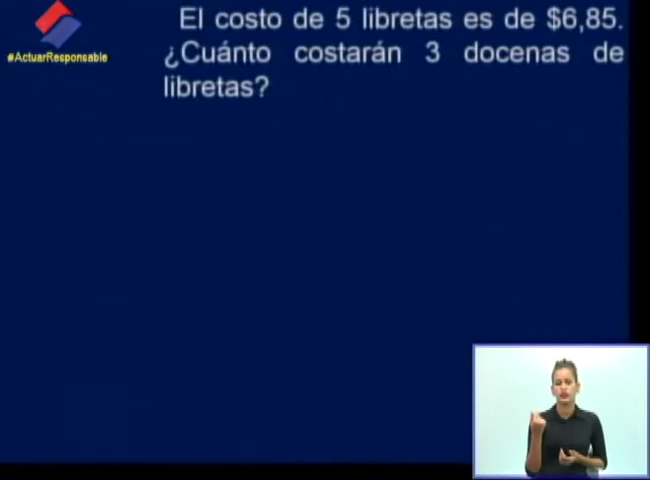 El costo de 5 libretas es de $6,85.
¿Cuánto costarán 3 docenas de
libretas?
#ActuarResponsable